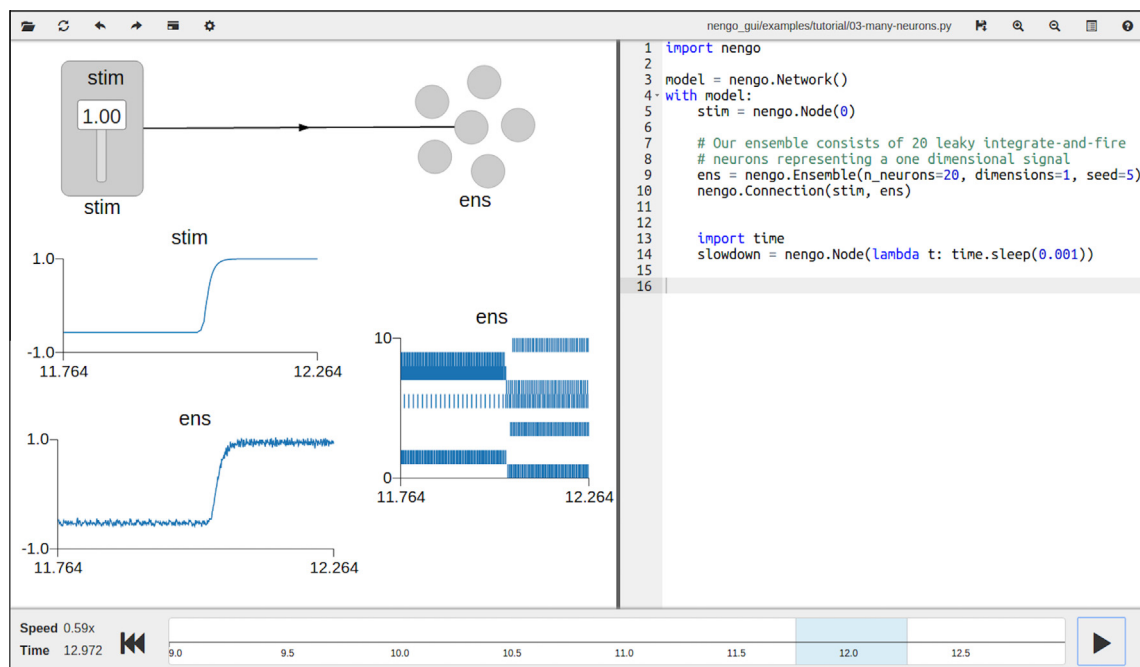 nengo_gui/examples/tutorial/03-many-neurons.py
stim
1.00
stim
ens
stim
1.0
-1.0
11.764 12.264
ens
10
0
11.764 12.264
ens
1.0
-1.0
11.764 12.264
1 import nengo
2
3 model = nengo.Network()
4 with model:
5 stim = nengo.Node(0)
6
7 # Our ensemble consists of 20 leaky integrate-and-fire
8 # neurons representing a one dimensional signal
9 ens = nengo.Ensemble(n_neurons=20, dimensions=1, seed=5)
10 nengo.Connection(stim, ens)
11
12
13 import time
14 slowdown = nengo.Node(lambda t: time.sleep(0.001))
15
16
Speed 0.59x
Time 12.972
9.0 9.5 10.0 10.5 11.0 11.5 12.0 12.5